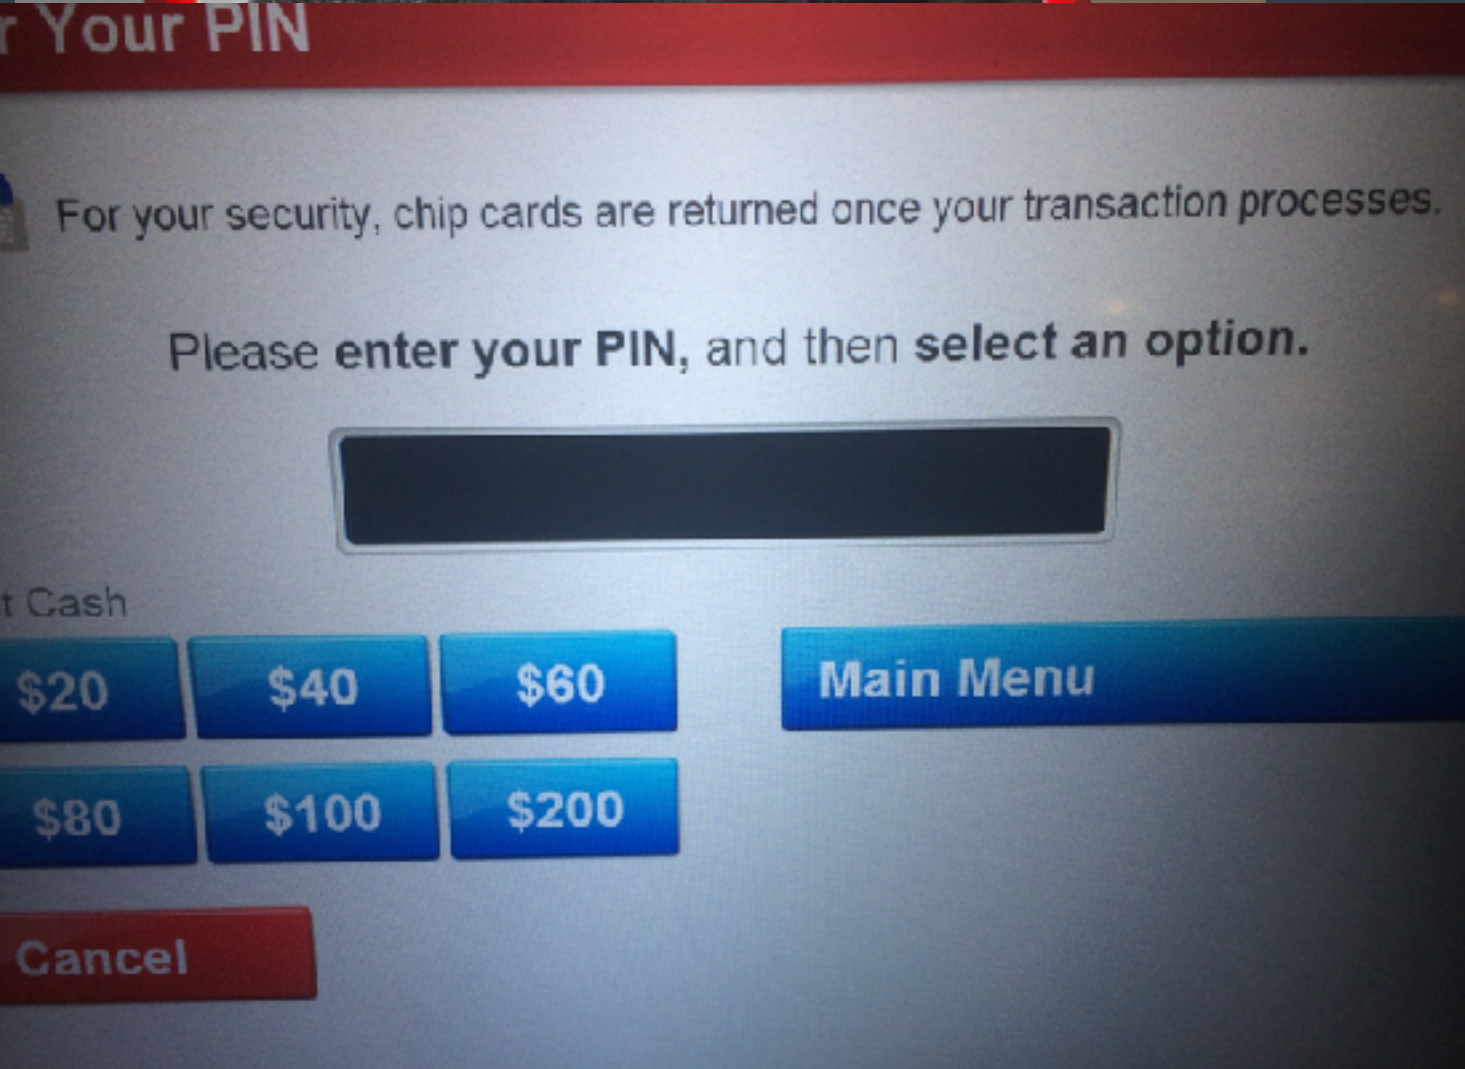 r Your PIN
For your security, chip cards are returned once your transaction processes.
Please enter your PIN, and then select an option.
t Cash
$20 $40 $60 Main Menu
$80 $100 $200
Cancel